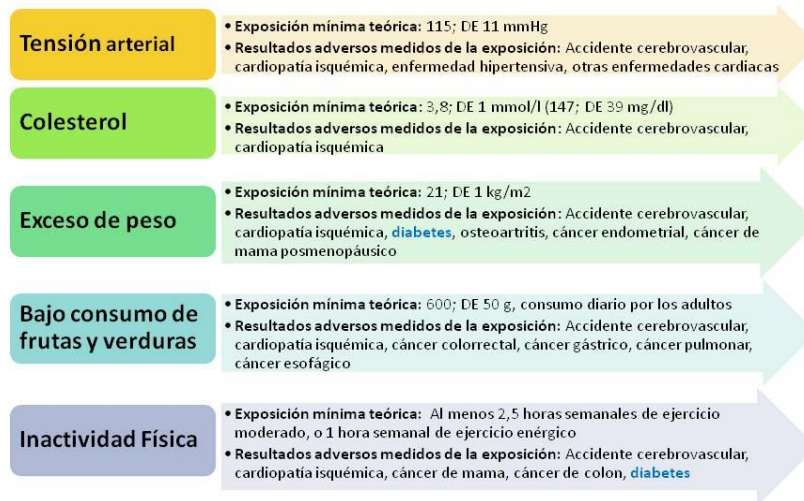 Tensión arterial
• Exposición mínima teórica: 115; DE 11 mmHg
• Resultados adversos medidos de la exposición: Accidente cerebrovascular,
cardiopatía isquémica, enfermedad hipertensiva, otras enfermedades cardiacas
Colesterol
• Exposición mínima teórica: 3,8; DE 1 mmol/l (147; DE 39 mg/dl)
• Resultados adversos medidos de la exposición: Accidente cerebrovascular,
cardiopatía isquémica
Exceso de peso
• Exposición mínima teórica: 21; DE 1 kg/m2
• Resultados adversos medidos de la exposición: Accidente cerebrovascular,
cardiopatía isquémica, diabetes, osteoartritis, cáncer endometrial, cáncer de
mama posmenopáusico
Bajo consumo de
frutas y verduras
• Exposición mínima teórica: 600; DE 50 g, consumo diario por los adultos
• Resultados adversos medidos de la exposición: Accidente cerebrovascular,
cardiopatía isquémica, cáncer colorrectal, cáncer gástrico, cáncer pulmonar,
cáncer esofágico
Inactividad Física
• Exposición mínima teórica: Al menos 2,5 horas semanales de ejercicio
moderado, o 1 hora semanal de ejercicio enérgico
• Resultados adversos medidos de la exposición: Accidente cerebrovascular,
cardiopatía isquémica, cáncer de mama, cáncer de colon, diabetes